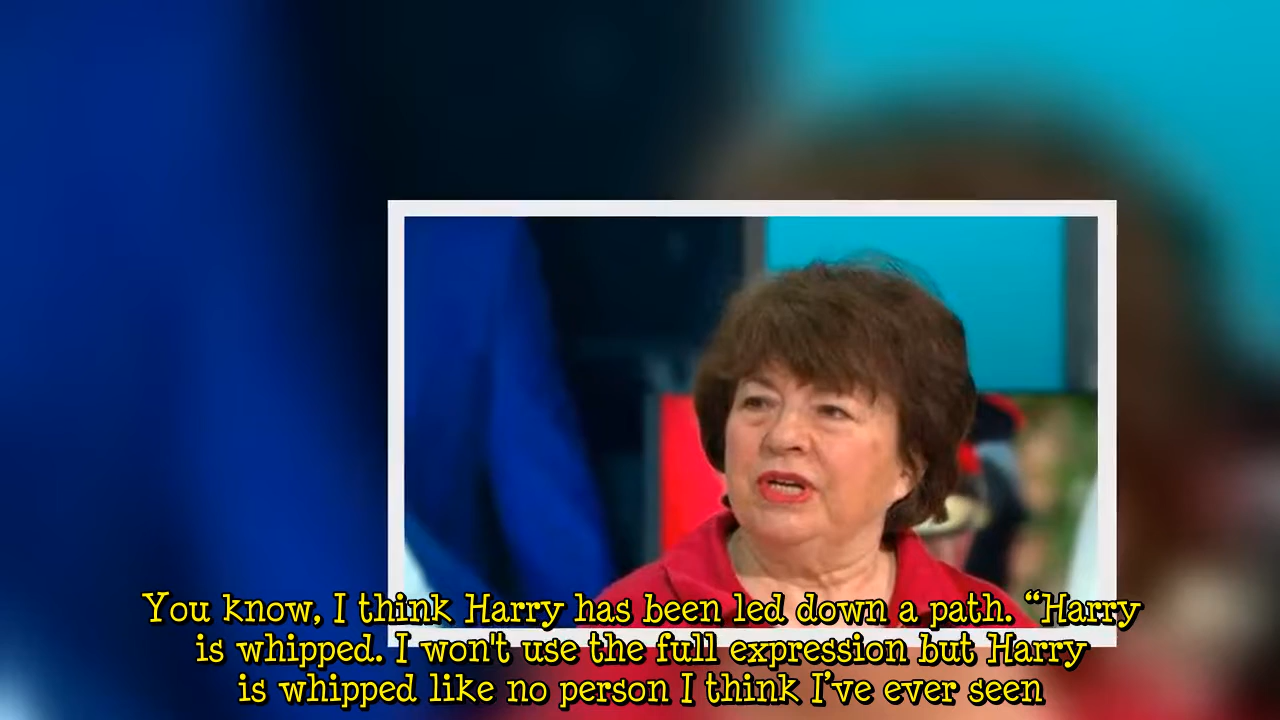 You know, I think Harry has been led down a path. “Harry
is whipped. I won't use the full expression but Harry
is whipped like no person I think I’ve ever seen